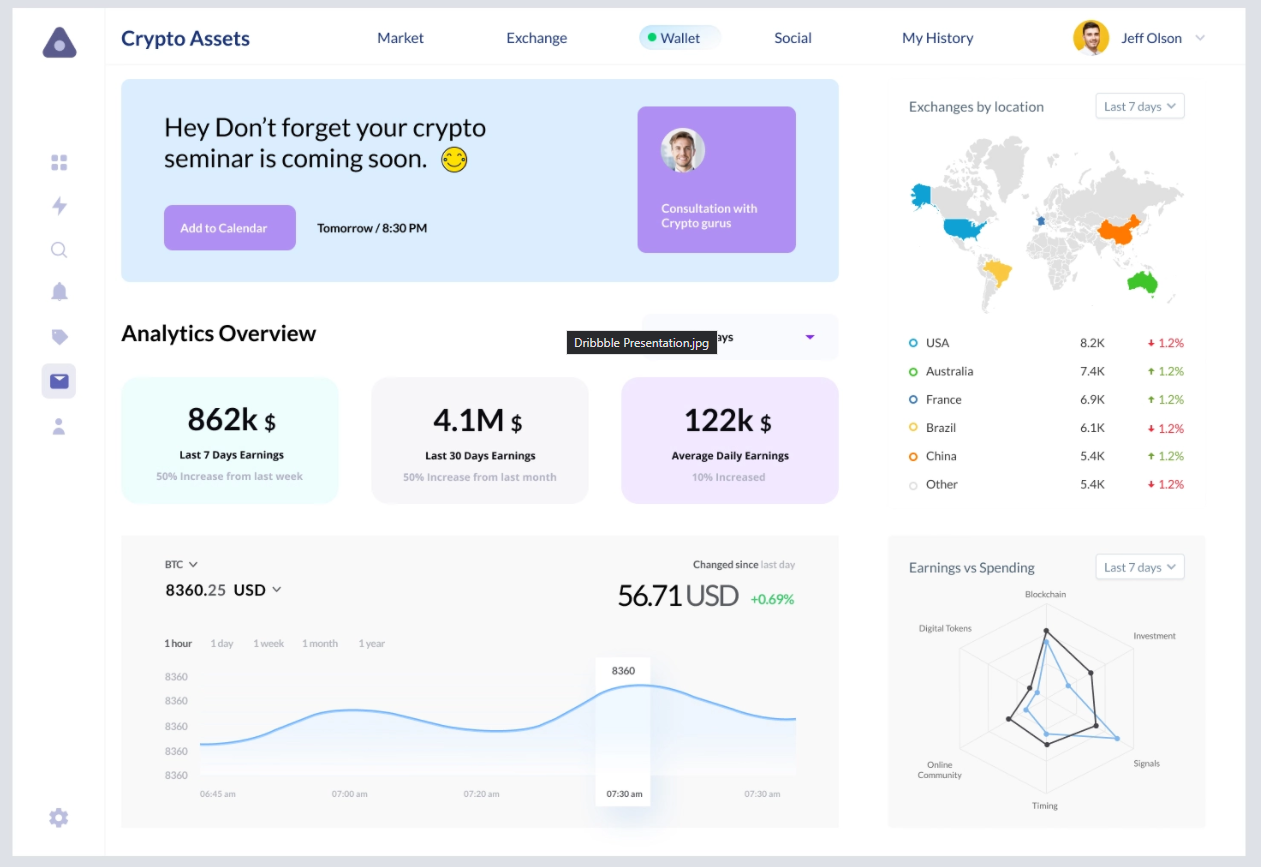 Crypto Assets
Market
Exchange
Wallet
Social
My History
Jeff Olson
Hey Don’t forget your crypto
seminar is coming soon.
Add to Calendar
Tomorrow / 8:30 PM
Consultation with
Crypto gurus
Exchanges by location
Last 7 days
USA 8.2K 1.2%
Australia 7.4K 1.2%
France 6.9K 1.2%
Brazil 6.1K 1.2%
China 5.4K 1.2%
Other 5.4K 1.2%
Analytics Overview
Dribbble Presentation.jpg
862k $
Last 7 Days Earnings
50% Increase from last week
4.1M $
Last 30 Days Earnings
50% Increase from last month
122k $
Average Daily Earnings
10% Increased
BTC
8360.25 USD
Changed since last day
56.71 USD +0.69%
1 hour 1 day 1 week 1 month 1 year
8360
8360
8360
8360
8360
8360
06:45 am 07:00 am 07:20 am 07:30 am 07:30 am
Earnings vs Spending
Last 7 days
Blockchain
Digital Tokens
Investment
Online
Community
Signals
Timing